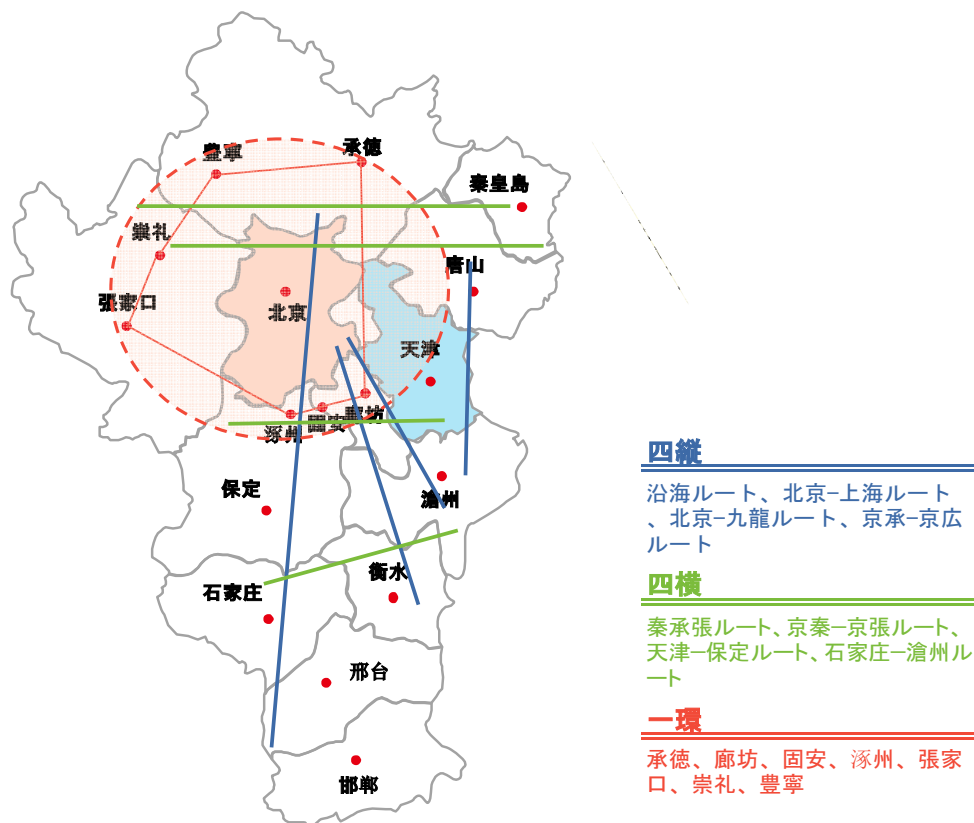 豊寧
承徳
秦皇島
崇礼
唐山
張家口
北京
天津
涿州
固安
廊坊
保定
滄州
石家庄
衡水
邢台
邯郸
四縦
沿海ルート、北京−上海ルート
、北京−九龍ルート、京承−京広
ルート
四横
秦承張ルート、京秦−京張ルート、
天津−保定ルート、石家庄−滄州ル
ート
一環
承徳、廊坊、固安、涿州、張家
口、崇礼、豊寧